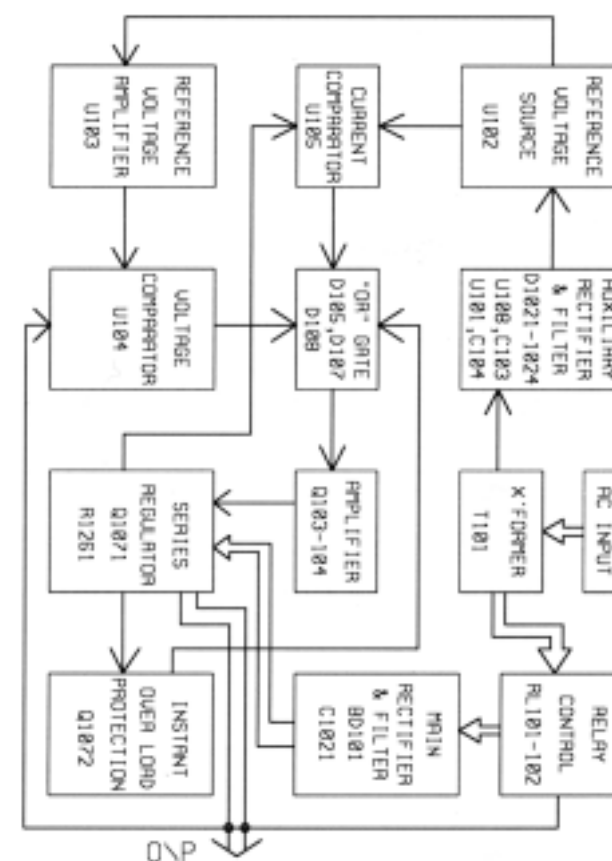 REFERENCE
VOLTAGE
AMPLIFIER
U103
CURRENT
COMPARATOR
U105
REFERENCE
VOLTAGE
SOURCE
U102
VOLTAGE
COMPARATOR
U104
"OR" GATE
D105,D107
D108
AUXILIARY
RECTIFIER
& FILTER
D1021-1024
U108,C103
U101,C104
SERIES
REGULATOR
Q1071
R1261
AMPLIFIER
Q103-104
X'FORMER
T101
AC INPUT
INSTANT
OVER LOAD
PROTECTION
Q1072
MAIN
RECTIFIER
& FILTER
BD101
C1021
RELAY
CONTROL
RL101-102
O/P